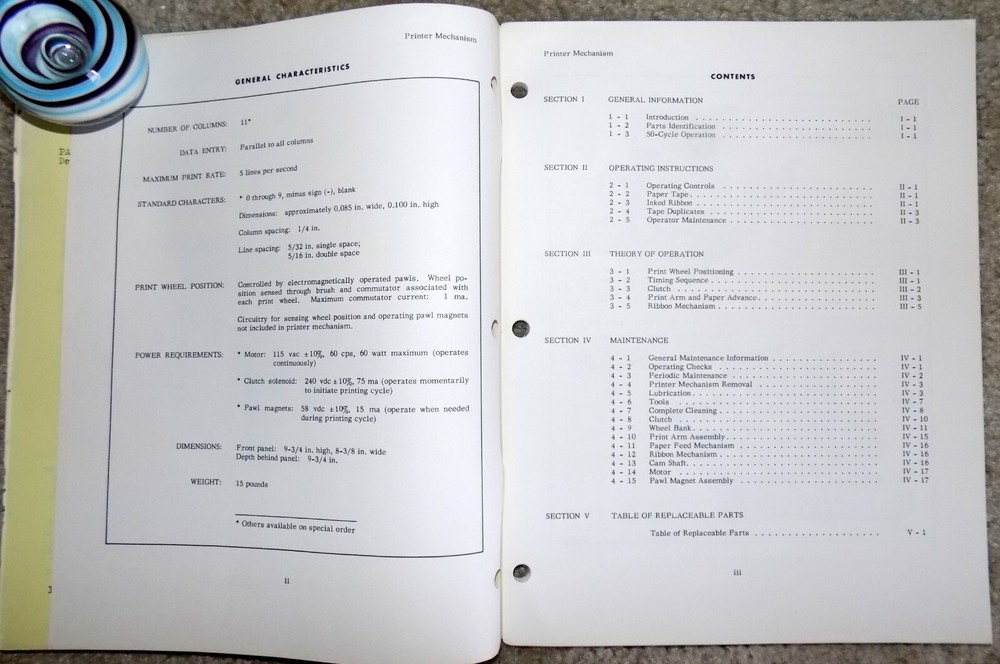 PA
De
Printer Mechanism
GENERAL CHARACTERISTICS
NUMBER OF COLUMNS: 11*
DATA ENTRY: Parallel to all columns
MAXIMUM PRINT RATE: 5 lines per second
STANDARD CHARACTERS: * 0 through 9, minus sign (-), blank
Dimensions: approximately 0.085 in. wide, 0.100 in. high
Column spacing: 1/4 in.
Line spacing: 5/32 in. single space;
5/16 in. double space
PRINT WHEEL POSITION: Controlled by electromagnetically operated pawls. Wheel po-
sition sensed through brush and commutator associated with
each print wheel. Maximum commutator current: 1 ma.
Circuitry for sensing wheel position and operating pawl magnets
not included in printer mechanism.
POWER REQUIREMENTS: * Motor: 115 vac ±10%, 60 cps, 60 watt maximum (operates
continuously)
* Clutch solenoid: 240 vdc ±10%, 75 ma (operates momentarily
to initiate printing cycle)
* Pawl magnets: 58 vdc ±10%, 15 ma (operate when needed
during printing cycle)
DIMENSIONS: Front panel: 9-3/4 in. high, 8-3/8 in. wide
Depth behind panel: 9-3/4 in.
WEIGHT: 15 pounds
* Others available on special order
ii
3
Printer Mechanism
CONTENTS
SECTION I GENERAL INFORMATION PAGE
1 - 1 Introduction . . . . . . . . . . I - 1
1 - 2 Parts Identification . . . . . . . . . . I - 1
1 - 3 50-Cycle Operation . . . . . . . . . . I - 1
SECTION II OPERATING INSTRUCTIONS
2 - 1 Operating Controls . . . . . . . . . . II - 1
2 - 2 Paper Tape . . . . . . . . . . II - 1
2 - 3 Inked Ribbon . . . . . . . . . . II - 1
2 - 4 Tape Duplicates . . . . . . . . . . II - 3
2 - 5 Operator Maintenance . . . . . . . . . . II - 3
SECTION III THEORY OF OPERATION
3 - 1 Print Wheel Positioning . . . . . . . . . . III - 1
3 - 2 Timing Sequence . . . . . . . . . . III - 1
3 - 3 Clutch . . . . . . . . . . III - 2
3 - 4 Print Arm and Paper Advance . . . . . . . . . . III - 3
3 - 5 Ribbon Mechanism . . . . . . . . . . III - 5
SECTION IV MAINTENANCE
4 - 1 General Maintenance Information . . . . . . . . . . IV - 1
4 - 2 Operating Checks . . . . . . . . . . IV - 1
4 - 3 Periodic Maintenance . . . . . . . . . . IV - 2
4 - 4 Printer Mechanism Removal . . . . . . . . . . IV - 3
4 - 5 Lubrication . . . . . . . . . . IV - 3
4 - 6 Tools . . . . . . . . . . IV - 7
4 - 7 Complete Cleaning . . . . . . . . . . IV - 8
4 - 8 Clutch . . . . . . . . . . IV - 10
4 - 9 Wheel Bank . . . . . . . . . . IV - 11
4 - 10 Print Arm Assembly . . . . . . . . . . IV - 15
4 - 11 Paper Feed Mechanism . . . . . . . . . . IV - 16
4 - 12 Ribbon Mechanism . . . . . . . . . . IV - 16
4 - 13 Cam Shaft . . . . . . . . . . IV - 16
4 - 14 Motor . . . . . . . . . . IV - 17
4 - 15 Pawl Magnet Assembly . . . . . . . . . . IV - 17
SECTION V TABLE OF REPLACEABLE PARTS
Table of Replaceable Parts . . . . . . . . . . V - 1
iii